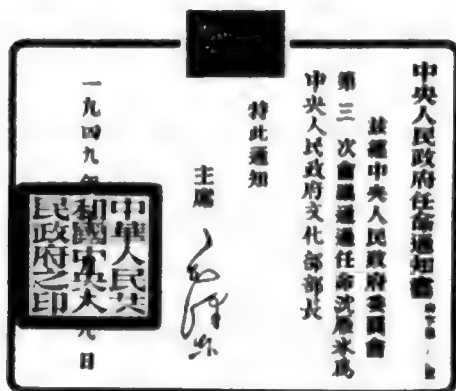 中央人民政府任命通知書
茲經中央人民政府委員會
第三次會議通過任命沈雁冰爲
中央人民政府文化部部長
特此通知
主席 毛澤東
一九四九年 日
中華人民共
和國中央人
民政府之印